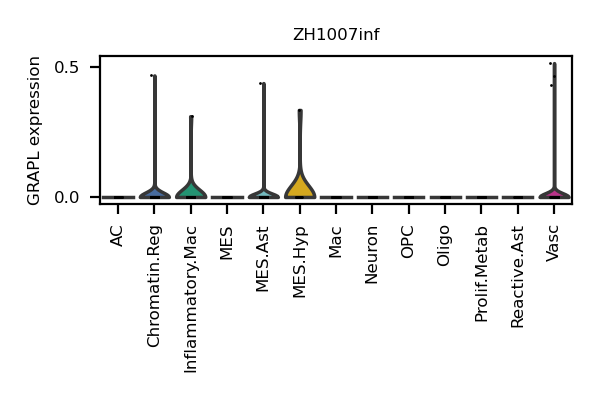 ZH1007inf
GRAPL expression
0.5
0.0
AC
Chromatin.Reg
Inflammatory.Mac
MES
MES.Ast
MES.Hyp
Mac
Neuron
OPC
Oligo
Prolif.Metab
Reactive.Ast
Vasc